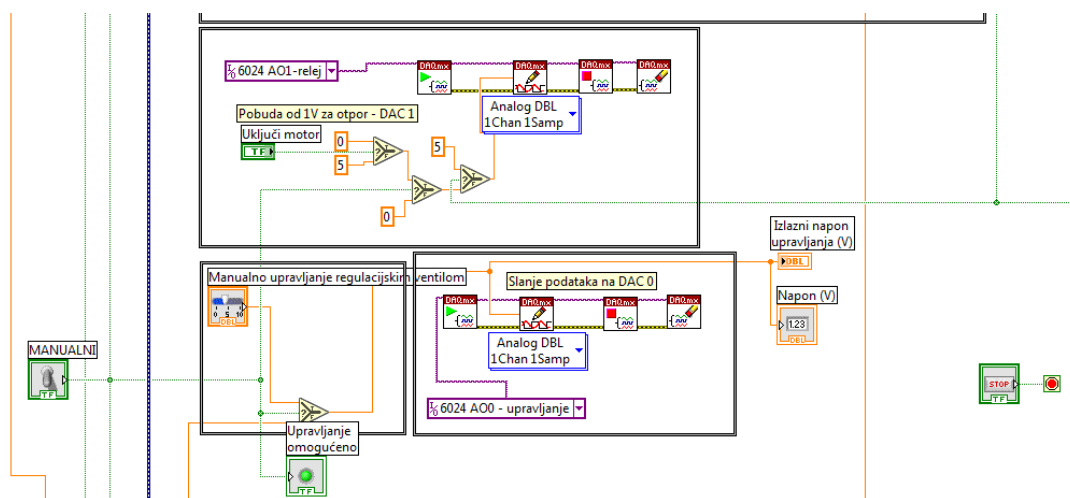 6024 AO1-relej
DAQmx
DAQmx
DAQmx
DAQmx
Analog DBL
1Chan 1Samp
Pobuda od 1V za otpor - DAC 1
Uključi motor
TF
0
5
5
0
?
T
F
?
T
F
?
T
F
Izlazni napon
upravljanja (V)
DBL
Manualno upravljanje regulacijskim ventilom
Slanje podataka na DAC 0
DAQmx
DAQmx
DAQmx
DAQmx
Napon (V)
1.23
DBL
0 5 10
DBL
Analog DBL
1Chan 1Samp
MANUALNI
TF
STOP
TF
6024 AO0 - upravljanje
?
T
F
Upravljanje
omogućeno
TF